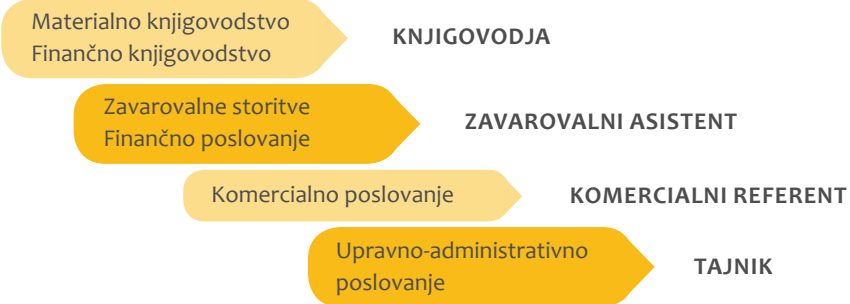 Materialno knjigovodstvo
Finančno knjigovodstvo
KNJIGOVODJA
Zavarovalne storitve
Finančno poslovanje
ZAVAROVALNI ASISTENT
Komercialno poslovanje
KOMERCIALNI REFERENT
Upravno-administrativno
poslovanje
TAJNIK